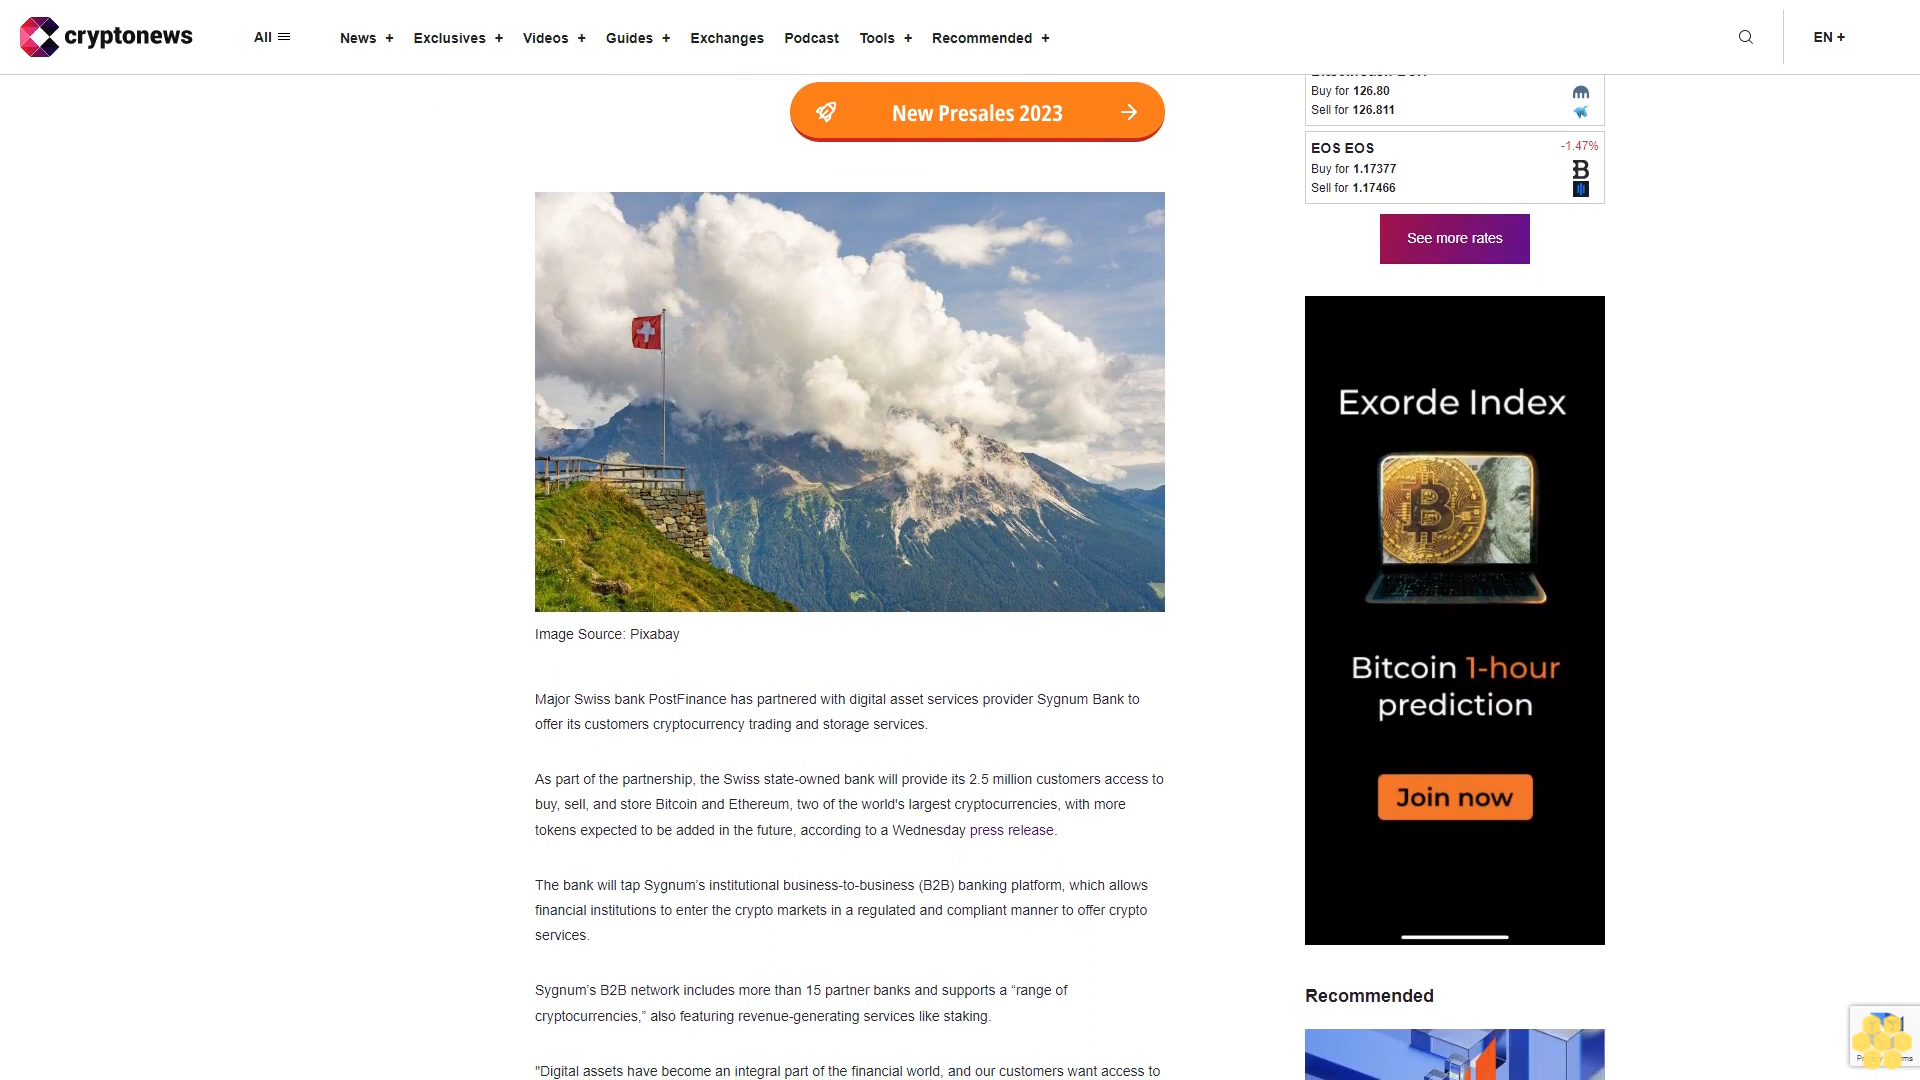 cryptonews
All
News +
Exclusives +
Videos +
Guides +
Exchanges
Podcast
Tools +
Recommended +
EN +
New Presales 2023
Image Source: Pixabay
Major Swiss bank PostFinance has partnered with digital asset services provider Sygnum Bank to
offer its customers cryptocurrency trading and storage services.
As part of the partnership, the Swiss state-owned bank will provide its 2.5 million customers access to
buy, sell, and store Bitcoin and Ethereum, two of the world's largest cryptocurrencies, with more
tokens expected to be added in the future, according to a Wednesday press release.
The bank will tap Sygnum’s institutional business-to-business (B2B) banking platform, which allows
financial institutions to enter the crypto markets in a regulated and compliant manner to offer crypto
services.
Sygnum’s B2B network includes more than 15 partner banks and supports a “range of
cryptocurrencies,” also featuring revenue-generating services like staking.
"Digital assets have become an integral part of the financial world, and our customers want access to
Buy for 126.80
Sell for 126.811
EOS EOS
-1.47%
Buy for 1.17377
Sell for 1.17466
See more rates
Exorde Index
Bitcoin 1-hour
prediction
Join now
Recommended